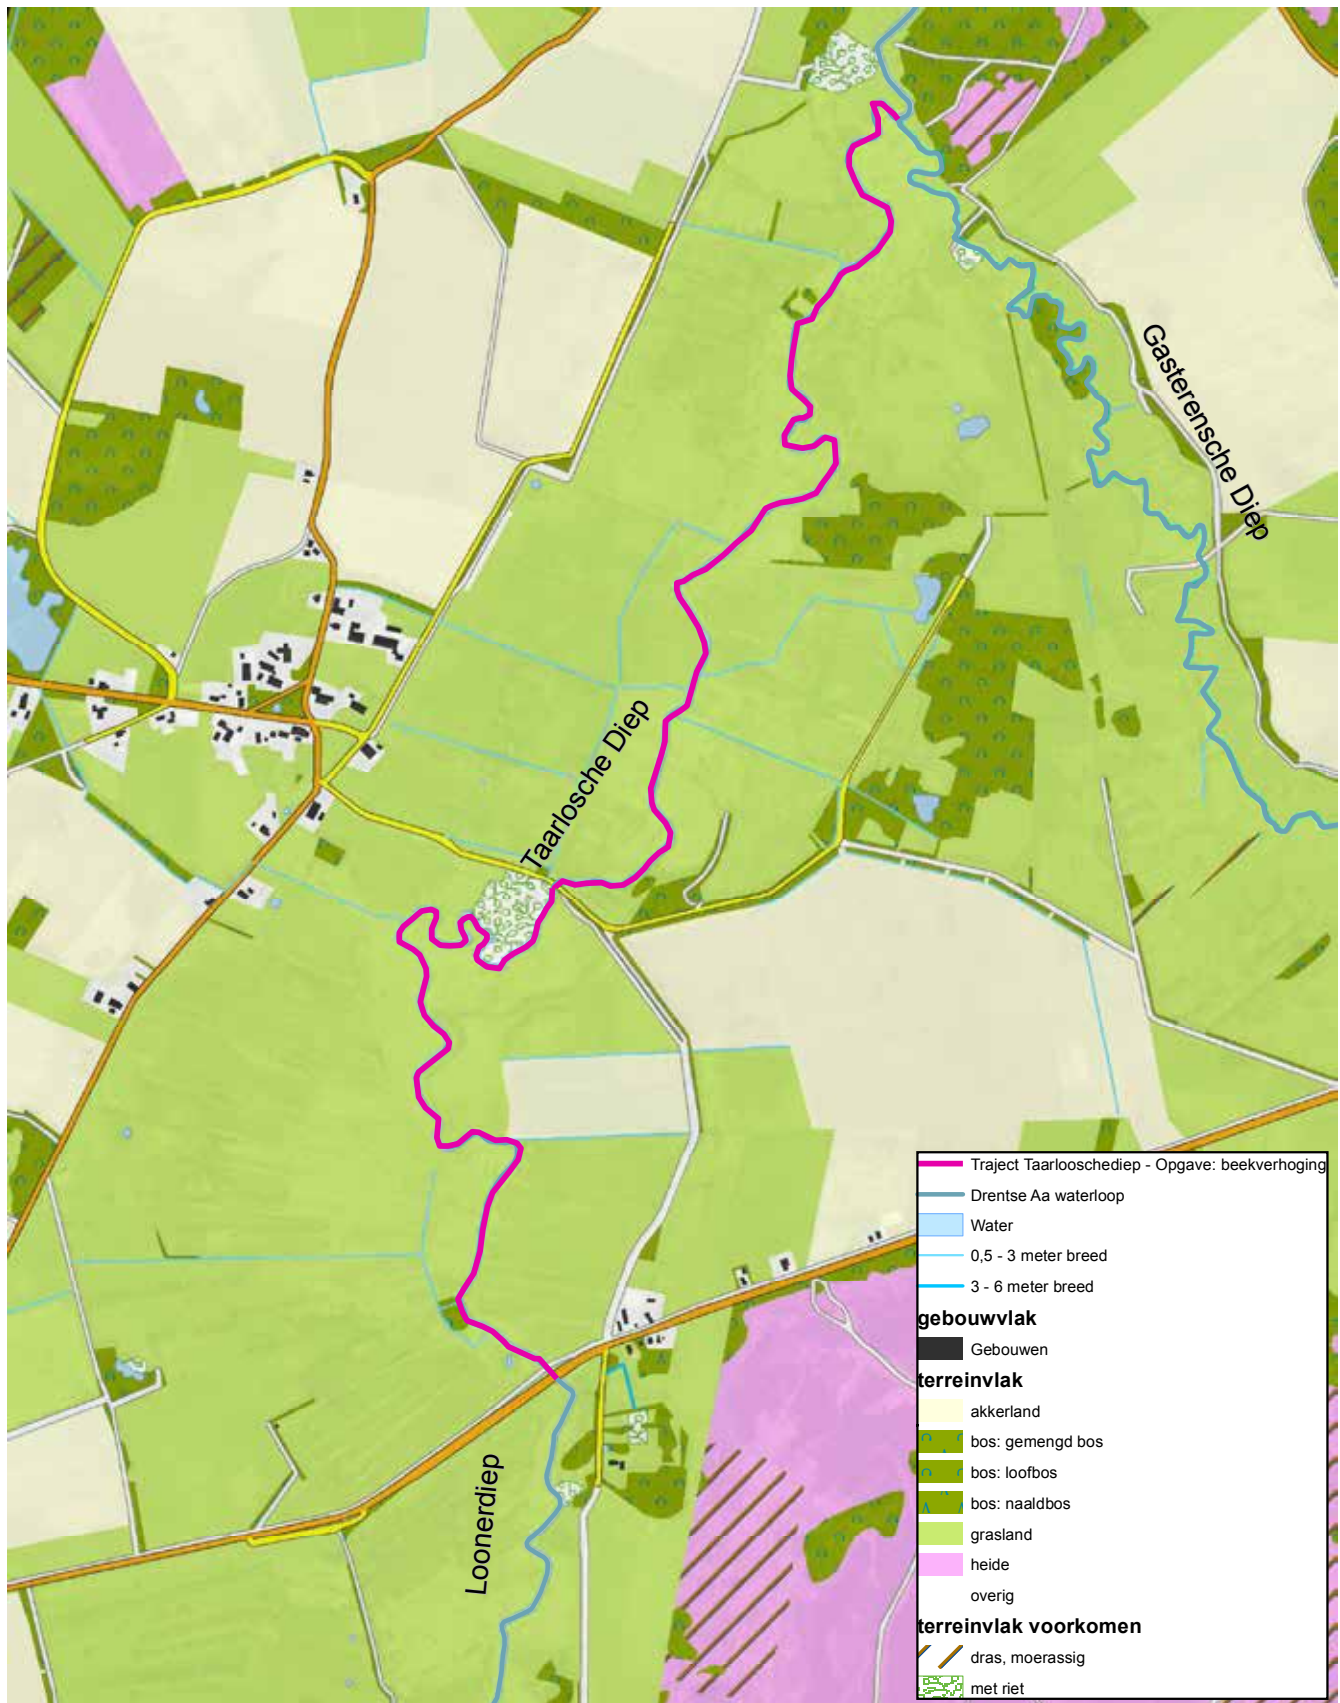 Gasterensche Diep
Taarlosche Diep
Loonerdiep
Traject Taarlooschediep - Opgave: beekverhoging
Drentse Aa waterloop
Water
0,5 - 3 meter breed
3 - 6 meter breed
gebouwvlak
Gebouwen
terreinvlak
akkerland
bos: gemengd bos
bos: loofbos
bos: naaldbos
grasland
heide
overig
terreinvlak voorkomen
dras, moerassig
met riet